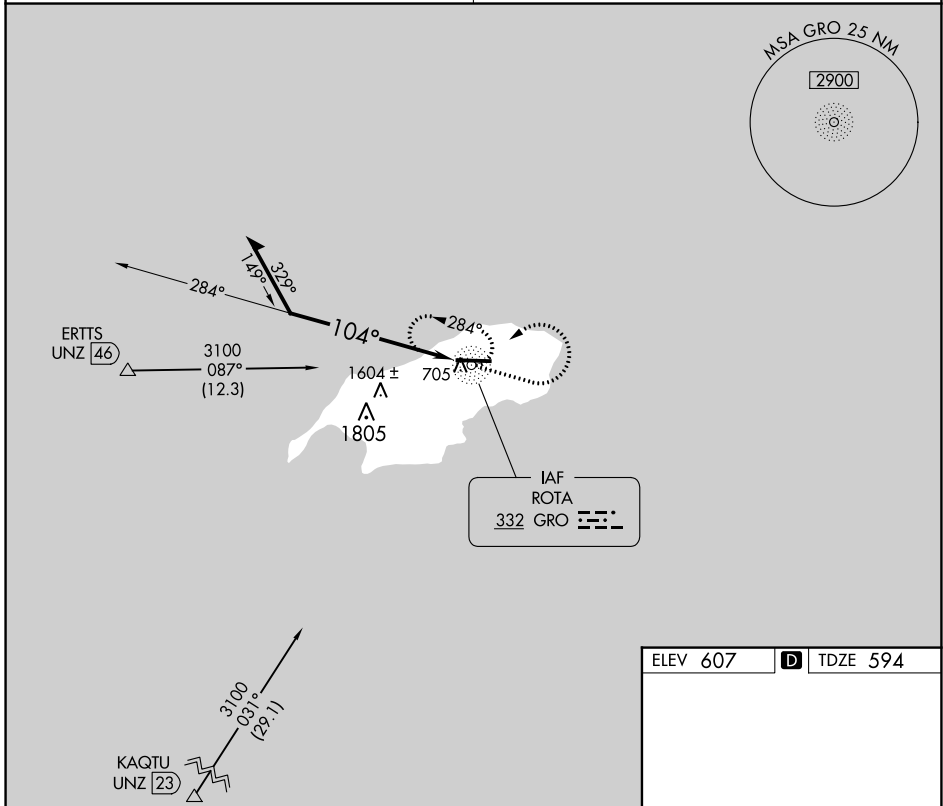 MSA GRO 25 NM
2900
329°
149°
284°
104°
284°
ERTTS
UNZ 46
3100
087°
(12.3)
1604 ±
705
1805
IAF
ROTA
332 GRO
ELEV 607 D TDZE 594
3100
031°
(29.1)
KAQTU
UNZ 23